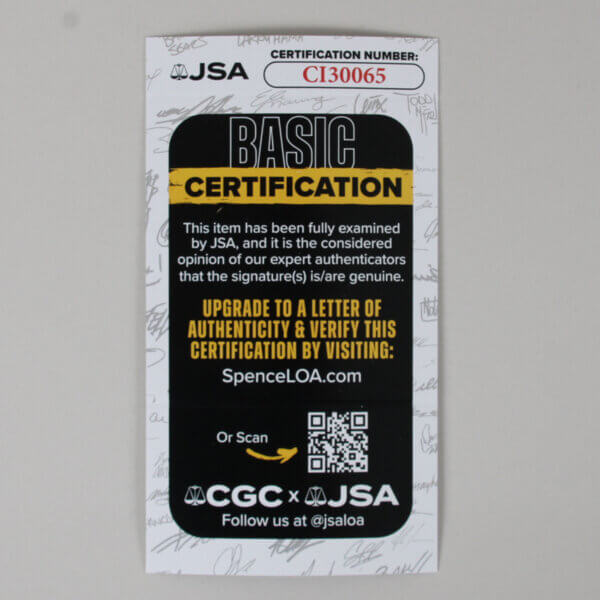 JSA
CERTIFICATION NUMBER:
CI30065
BASIC
CERTIFICATION
This item has been fully examined
by JSA, and it is the considered
opinion of our expert authenticators
that the signature(s) is/are genuine.
UPGRADE TO A LETTER OF
AUTHENTICITY & VERIFY THIS
CERTIFICATION BY VISITING:
SpenceLOA.com
Or Scan
CGC x JSA
Follow us at @jsaloa